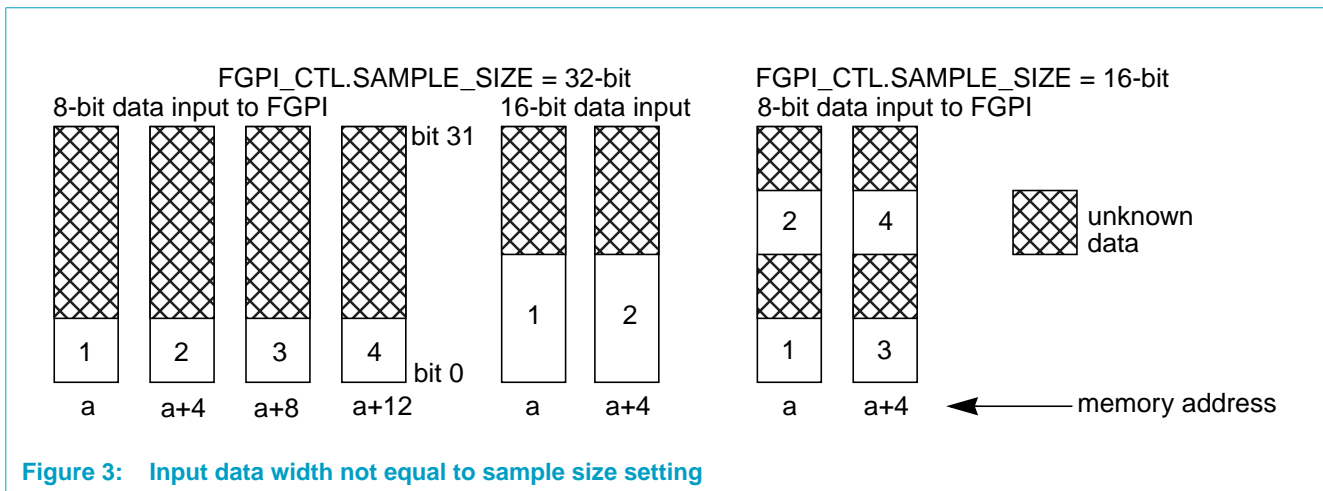 FGPI_CTL.SAMPLE_SIZE = 32-bit
8-bit data input to FGPI
16-bit data input
bit 31
1
2
3
4
bit 0
a
a+4
a+8
a+12
1
2
a
a+4
FGPI_CTL.SAMPLE_SIZE = 16-bit
8-bit data input to FGPI
2
4
1
3
a
a+4
unknown
data
memory address
Figure 3: Input data width not equal to sample size setting